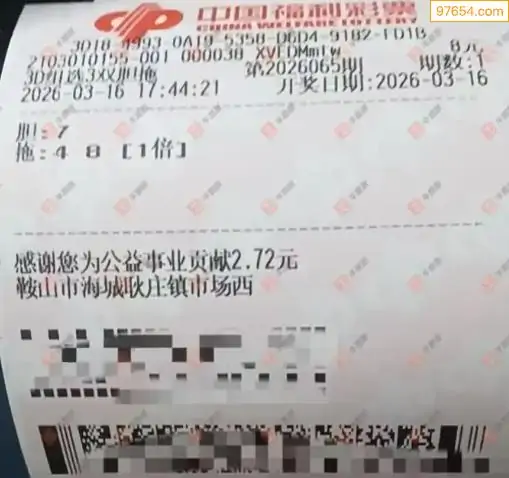 97654.com
中国福利彩票
CHINA WELFARE LOTTERY
3018-4993-0A19-5358-D6D4-9182-FD1B
2103010155-001 000038 XVFDMmlw 8元
3D组选3双胆拖 第2026065期 期数:1
2026-03-16 17:44:21 开奖日期:2026-03-16
胆:7
拖:4 8 [1倍]
感谢您为公益事业贡献2.72元
鞍山市海城耿庄镇市场西